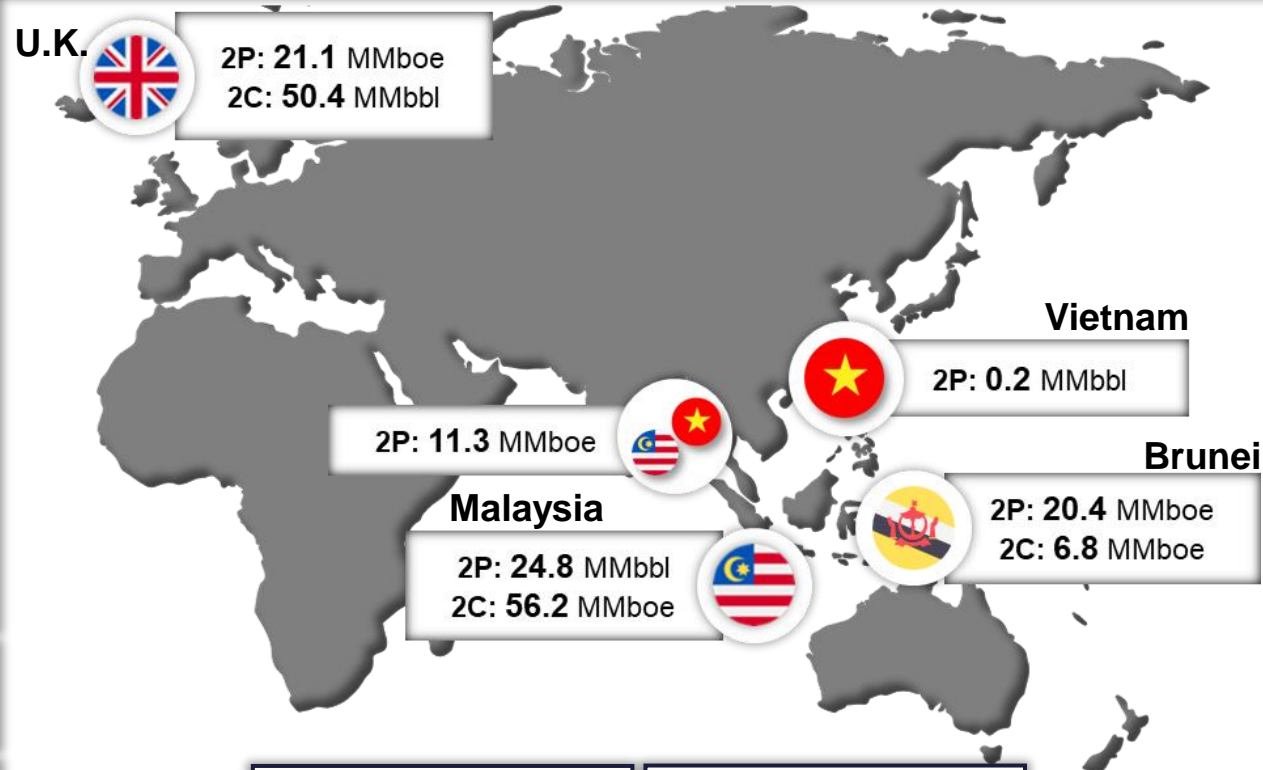 U.K.
2P: 21.1 MMboe
2C: 50.4 MMbbl
Vietnam
2P: 0.2 MMbbl
2P: 11.3 MMboe
Brunei
2P: 20.4 MMboe
2C: 6.8 MMboe
Malaysia
2P: 24.8 MMbbl
2C: 56.2 MMboe